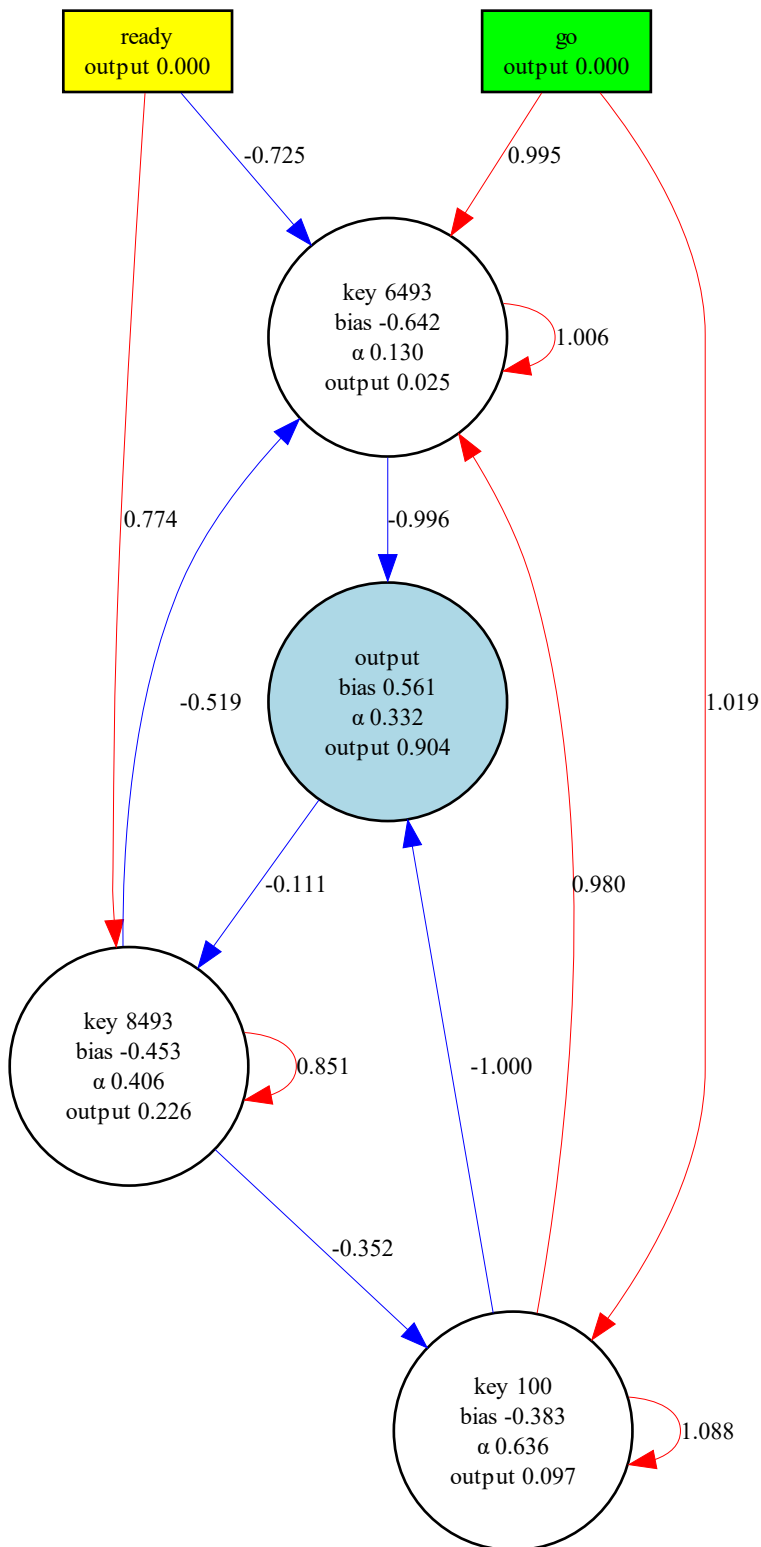 ready
output 0.000
go
output 0.000
-0.725
0.995
key 6493
bias -0.642
α 0.130
output 0.025
1.006
0.774
-0.996
-0.519
output
bias 0.561
α 0.332
output 0.904
1.019
-0.111
0.980
key 8493
bias -0.453
α 0.406
output 0.226
0.851
-1.000
-0.352
key 100
bias -0.383
α 0.636
output 0.097
1.088